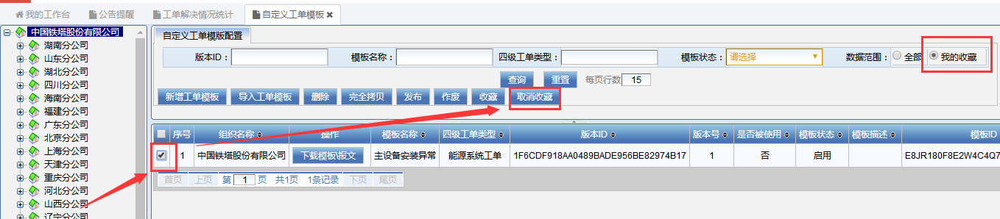 我的工作台 公告提醒 工单解决情况统计 自定义工单模板
中国铁塔股份有限公司
湖南分公司
山东分公司
湖北分公司
四川分公司
海南分公司
福建分公司
广东分公司
北京分公司
上海分公司
天津分公司
重庆分公司
河北分公司
山西分公司
辽宁分公司
自定义工单模版配置
版本ID： 模板名称： 四级工单类型： 模板状态： 请选择 数据范围： 全部 我的收藏
查询 重置 每页行数 15
新增工单模板 导入工单模板 删除 完全拷贝 发布 作废 收藏 取消收藏
序号 组织名称 操作 模板名称 四级工单类型 版本ID 版本号 是否被使用 模板状态 模板描述 模板ID
1 中国铁塔股份有限公司 下载模板\报文 主设备安装异常 能源系统工单 1F6CDF918AA0489BADE956BE82974B17 1 否 启用 E8JR180F8E2W4C4Q7
首页 上页 第 1 页 共1页 1条记录 下页 尾页